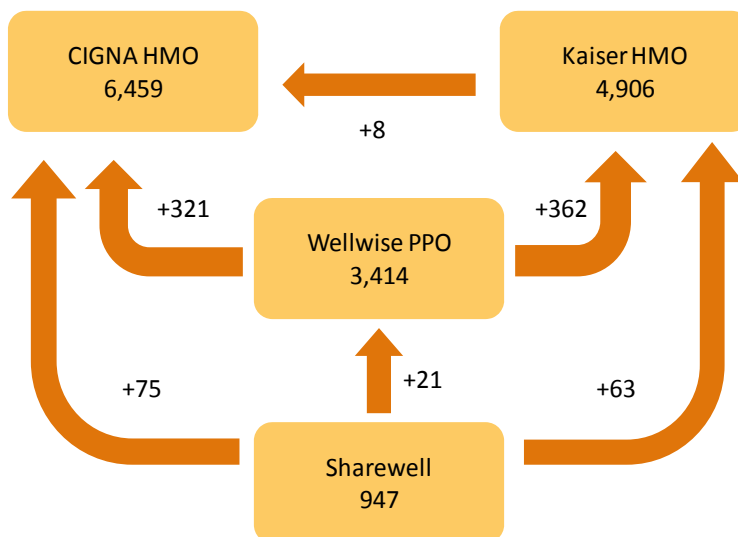 CIGNA HMO
6,459
Kaiser HMO
4,906
+8
+321
+362
Wellwise PPO
3,414
+75
+21
+63
Sharewell
947